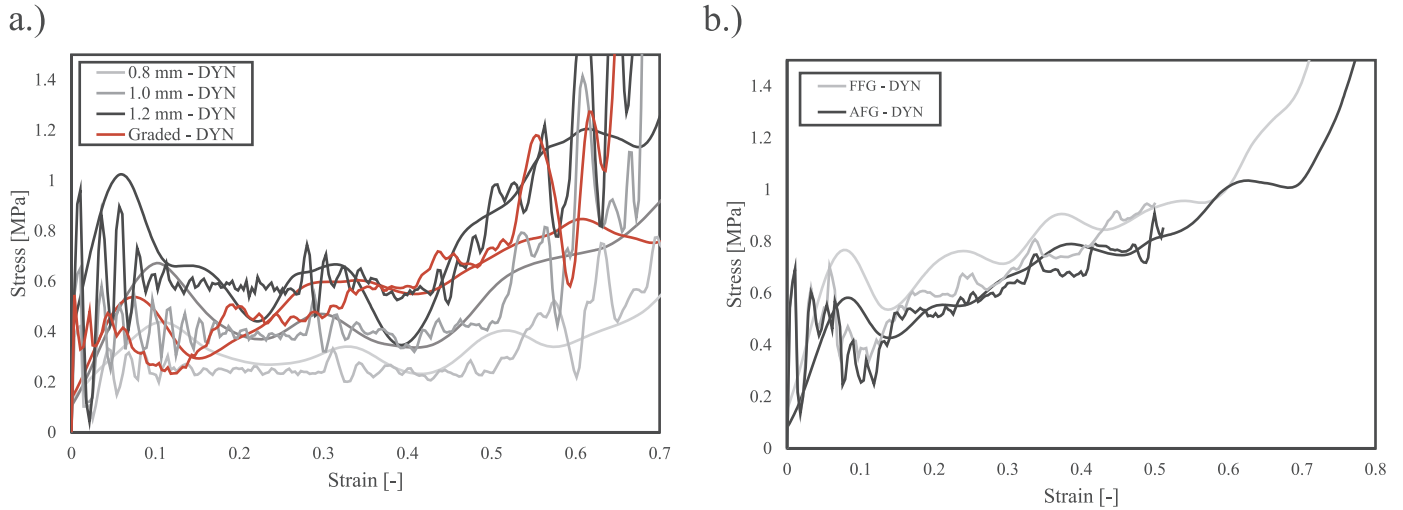 a.)
0.8 mm - DYN
1.0 mm - DYN
1.2 mm - DYN
Graded - DYN
Stress [MPa]
1.4
1.2
1
0.8
0.6
0.4
0.2
0
0 0.1 0.2 0.3 0.4 0.5 0.6 0.7
Strain [-]
b.)
FFG - DYN
AFG - DYN
Stress [MPa]
1.4
1.2
1
0.8
0.6
0.4
0.2
0
0 0.1 0.2 0.3 0.4 0.5 0.6 0.7 0.8
Strain [-]